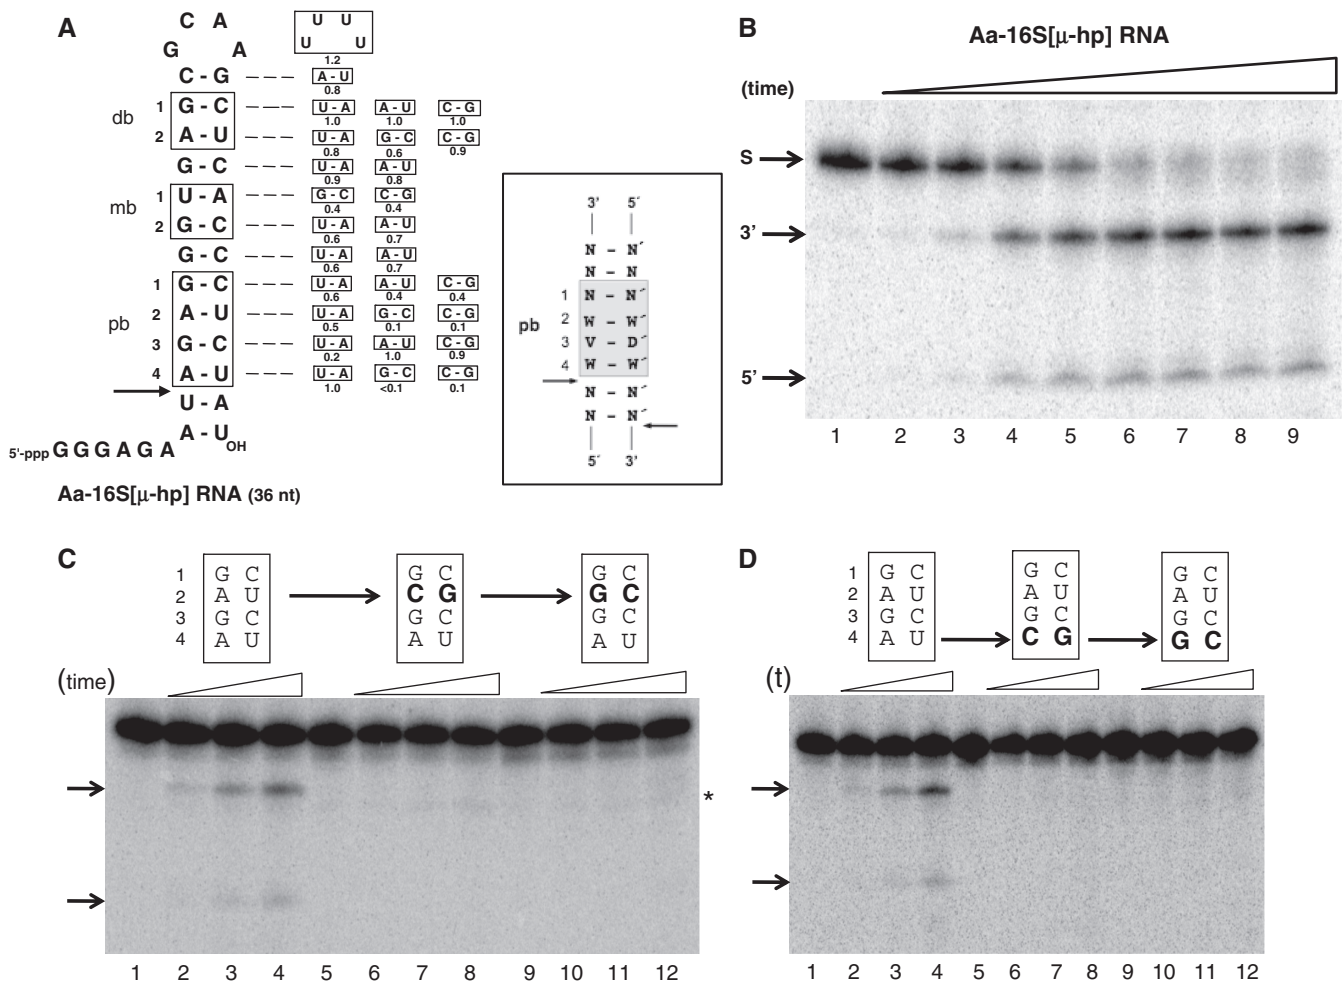 A
C A
G A
U U
U U
1.2
C - G A - U
0.8
db
1 G - C U - A A - U C - G
1.0 1.0 1.0
2 A - U U - A G - C C - G
0.8 0.6 0.9
G - C U - A A - U
0.9 0.8
mb
1 U - A G - C C - G
0.4 0.4
2 G - C U - A A - U
0.6 0.7
G - C U - A A - U
0.6 0.7
pb
1 G - C U - A A - U C - G
0.6 0.4 0.4
2 A - U U - A G - C C - G
0.5 0.1 0.1
3 G - C U - A A - U C - G
0.2 1.0 0.9
4 A - U U - A G - C C - G
1.0 <0.1 0.1
U - A
A - U OH
5'-ppp G G G A G A
Aa-16S[μ-hp] RNA (36 nt)
3' 5´
N - N´
N - N
pb
1 N - N´
2 W - W´
3 V - D´
4 W - W´
N - N´
N - N´
5´ 3´
B
Aa-16S[μ-hp] RNA
(time)
S
3'
5'
1 2 3 4 5 6 7 8 9
C
1 G C G C G C
2 A U C G G C
3 G C G C G C
4 A U A U A U
(time)
*
1 2 3 4 5 6 7 8 9 10 11 12
D
1 G C G C G C
2 A U A U A U
3 G C G C G C
4 A U C G G C
(t)
1 2 3 4 5 6 7 8 9 10 11 12